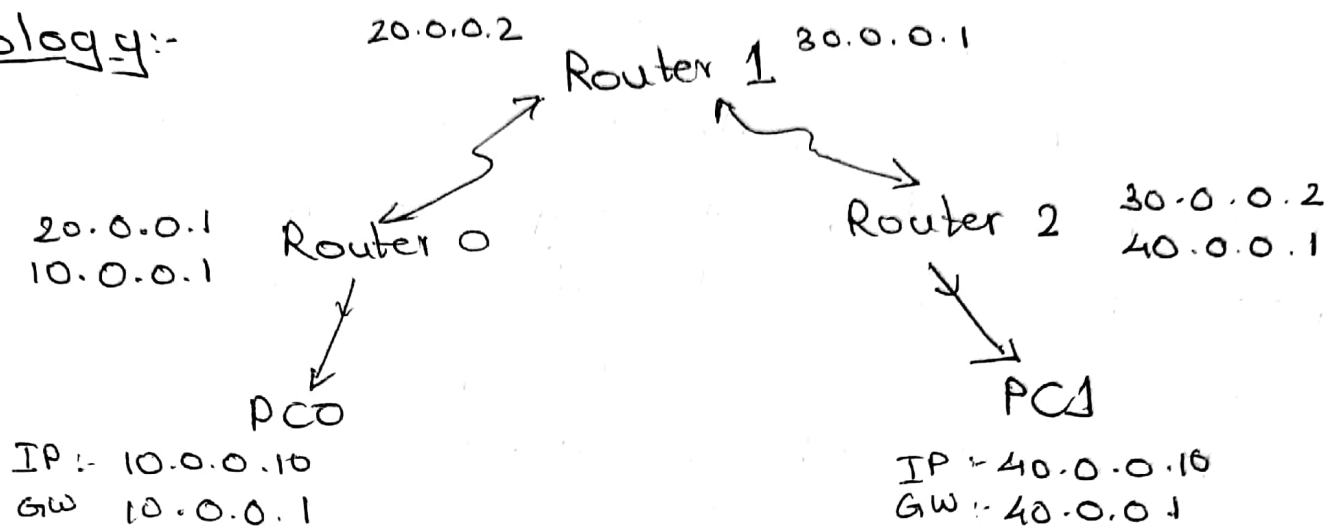 ology:-
20.0.0.2
Router 1
30.0.0.1
20.0.0.1
10.0.0.1
Router 0
Router 2
30.0.0.2
40.0.0.1
PC0
IP :- 10.0.0.10
GW 10.0.0.1
PC1
IP :- 40.0.0.10
GW :- 40.0.0.1